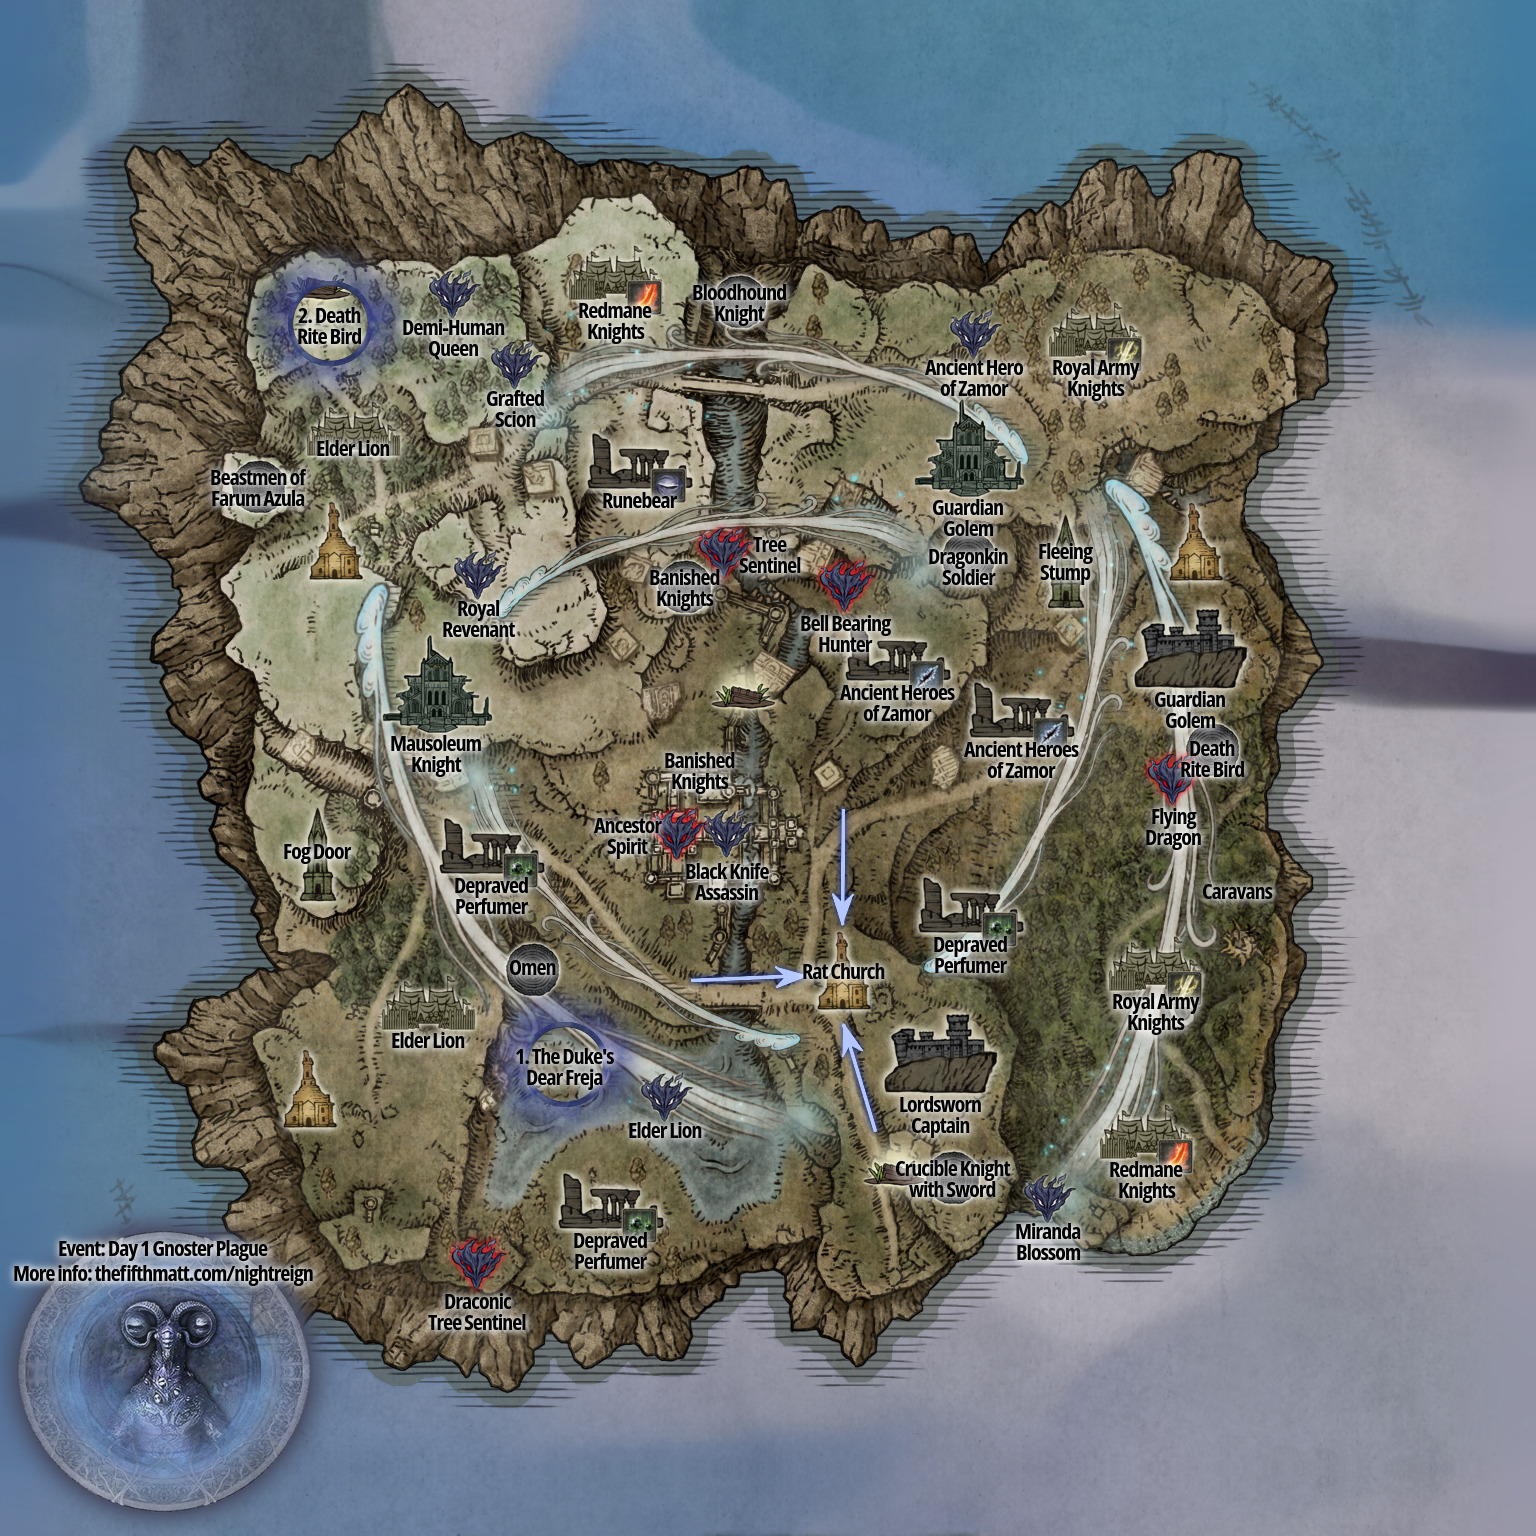 2. Death
Rite Bird
Demi-Human
Queen
Redmane
Knights
Bloodhound
Knight
Grafted
Scion
Ancient Hero
of Zamor
Royal Army
Knights
Elder Lion
Beastmen of
Farum Azula
Runebear
Guardian
Golem
Tree
Sentinel
Banished
Knights
Dragonkin
Soldier
Fleeing
Stump
Royal
Revenant
Bell Bearing
Hunter
Ancient Heroes
of Zamor
Guardian
Golem
Mausoleum
Knight
Ancient Heroes
of Zamor
Death
Rite Bird
Banished
Knights
Ancestor
Spirit
Flying
Dragon
Fog Door
Black Knife
Assassin
Depraved
Perfumer
Caravans
Depraved
Perfumer
Omen
Rat Church
Royal Army
Knights
Elder Lion
1. The Duke's
Dear Freja
Lordsworn
Captain
Elder Lion
Crucible Knight
with Sword
Redmane
Knights
Miranda
Blossom
Depraved
Perfumer
Event: Day 1 Gnoster Plague
More info: thefifthmatt.com/nightreign
Draconic
Tree Sentinel